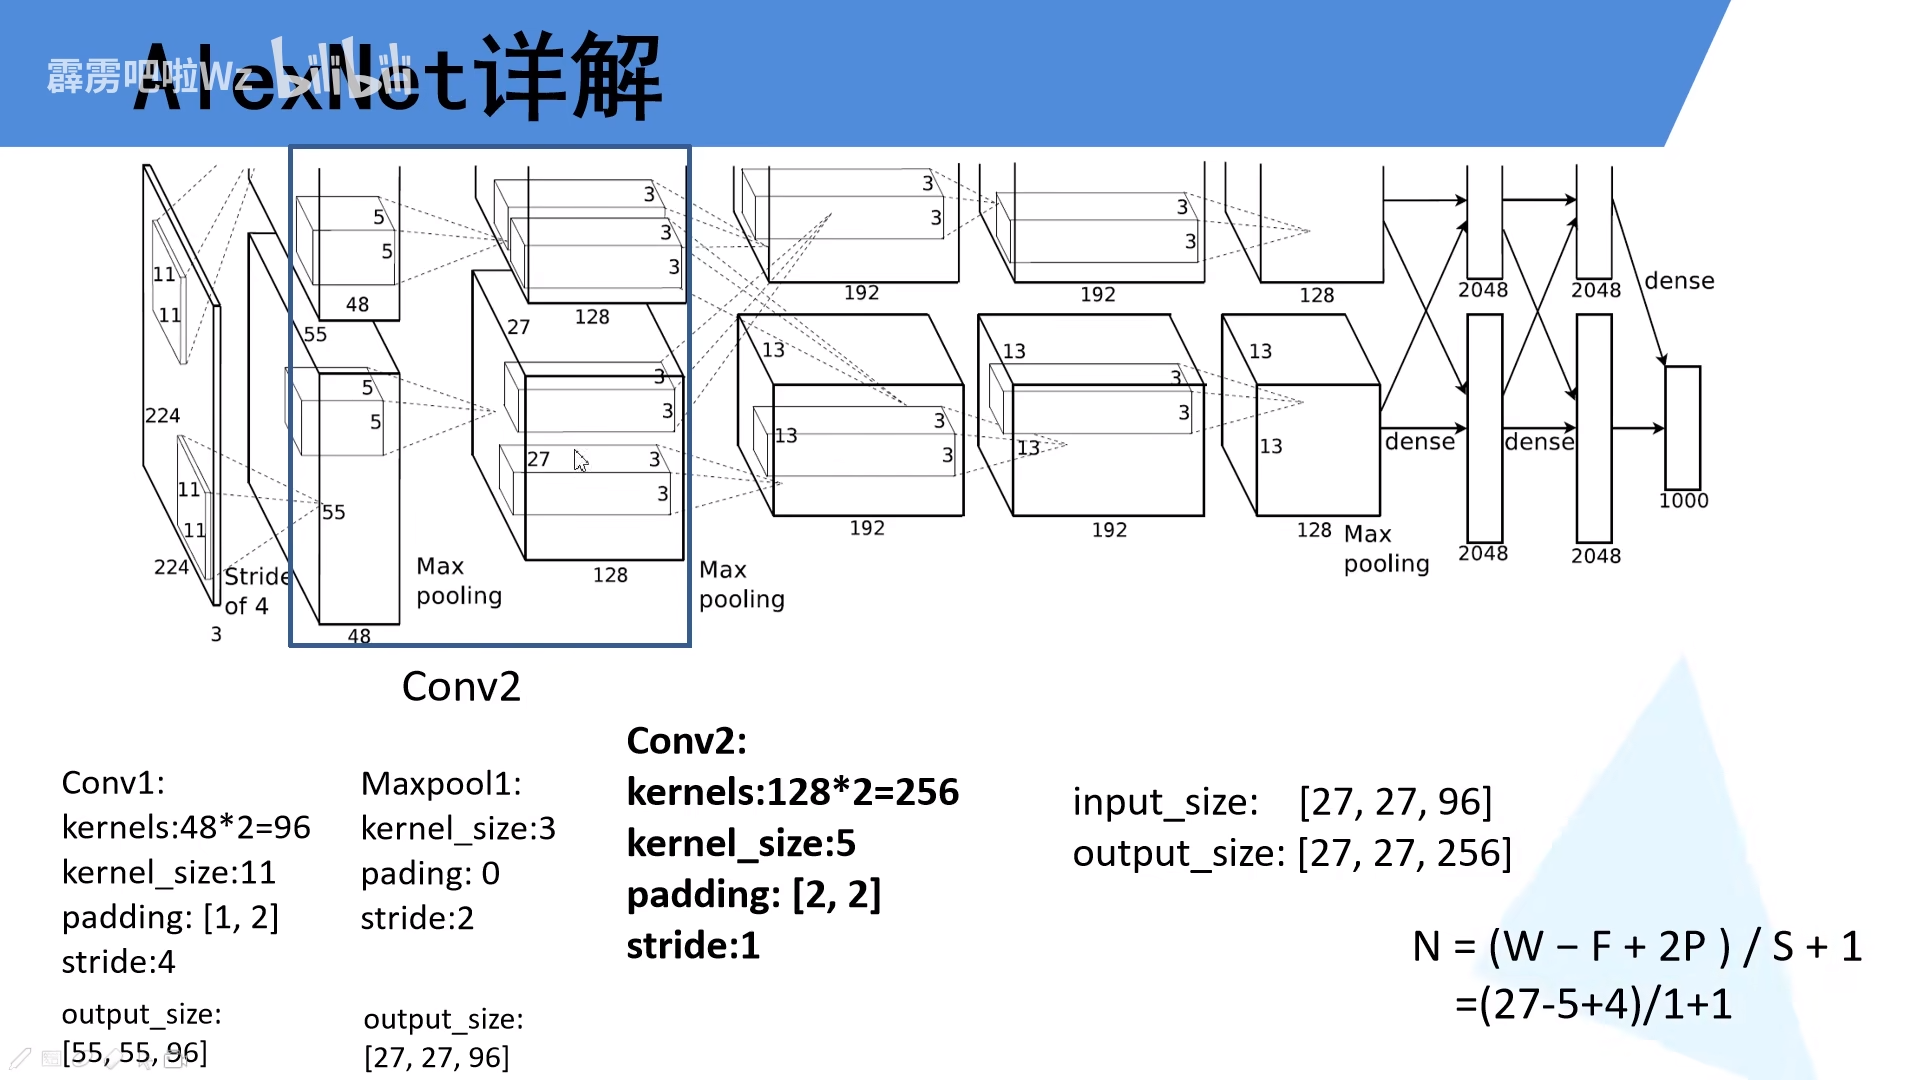 AlexNet详解
霹雳吧啦Wz bilibili
3
3
5
3
3
5
3
3
3
3
11
48
128
192
192
128
2048
2048
dense
11
55
27
13
13
13
5
3
3
3
224
5
3
3
13
3
13
3
13
dense
dense
27
3
11
3
1000
55
11
192
192
128
Max
pooling
2048
2048
224
Stride
of 4
Max
pooling
128
Max
pooling
3
48
Conv2
Conv1:
kernels:48*2=96
kernel_size:11
padding: [1, 2]
stride:4
output_size:
[55, 55, 96]
Maxpool1:
kernel_size:3
pading: 0
stride:2
output_size:
[27, 27, 96]
Conv2:
kernels:128*2=256
kernel_size:5
padding: [2, 2]
stride:1
input_size: [27, 27, 96]
output_size: [27, 27, 256]
N = (W − F + 2P ) / S + 1
=(27-5+4)/1+1